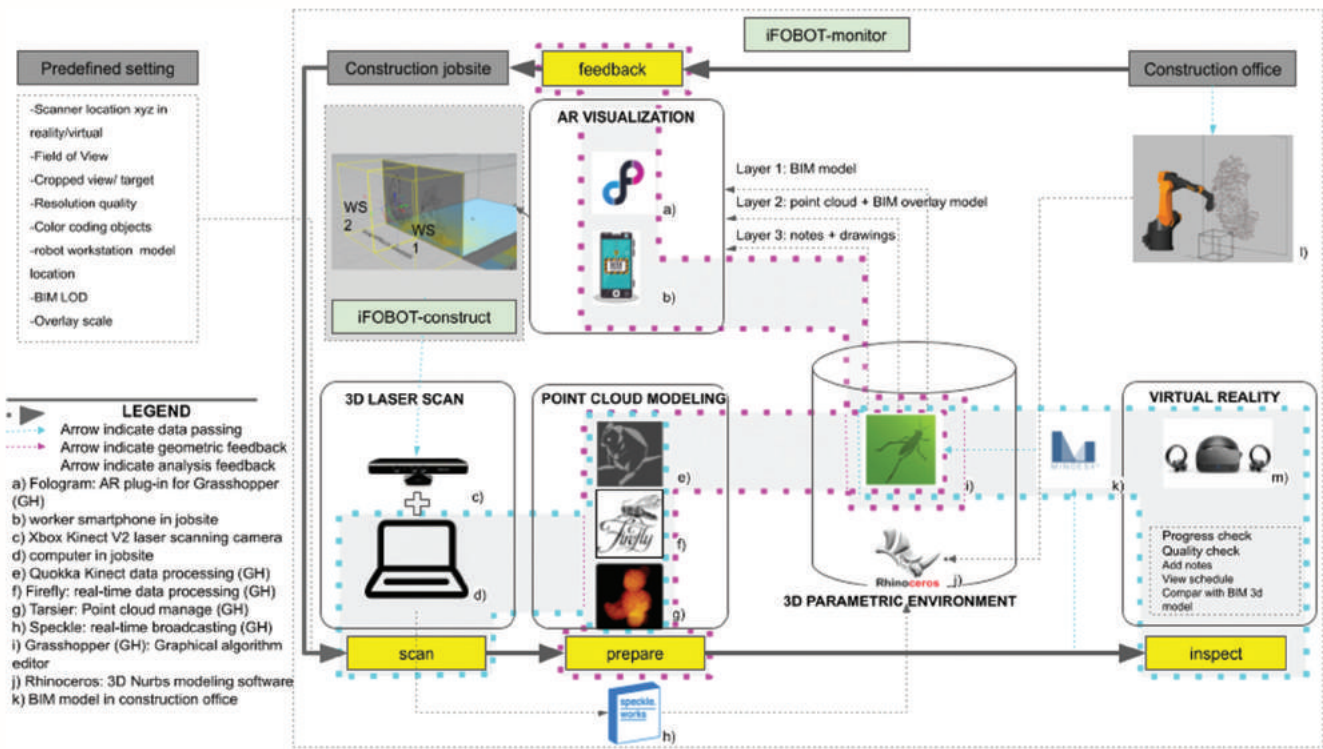 iFOBOT-monitor
Predefined setting
Construction jobsite
feedback
Construction office
-Scanner location xyz in
reality/virtual
-Field of View
-Cropped view/ target
-Resolution quality
-Color coding objects
-robot workstation model
location
-BIM LOD
-Overlay scale
AR VISUALIZATION
WS
2
WS
1
a)
b)
iFOBOT-construct
Layer 1: BIM model
Layer 2: point cloud + BIM overlay model
Layer 3: notes + drawings
l)
LEGEND
Arrow indicate data passing
Arrow indicate geometric feedback
Arrow indicate analysis feedback
a) Fologram: AR plug-in for Grasshopper
(GH)
b) worker smartphone in jobsite
c) Xbox Kinect V2 laser scanning camera
d) computer in jobsite
e) Quokka Kinect data processing (GH)
f) Firefly: real-time data processing (GH)
g) Tarsier: Point cloud manage (GH)
h) Speckle: real-time broadcasting (GH)
i) Grasshopper (GH): Graphical algorithm
editor
j) Rhinoceros: 3D Nurbs modeling software
k) BIM model in construction office
3D LASER SCAN
c)
d)
scan
POINT CLOUD MODELING
e)
Firefly
f)
g)
prepare
speckle
works
h)
i)
Rhinoceros
j)
3D PARAMETRIC ENVIRONMENT
k)
VIRTUAL REALITY
m)
Progress check
Quality check
Add notes
View schedule
Compar with BIM 3d
model
inspect